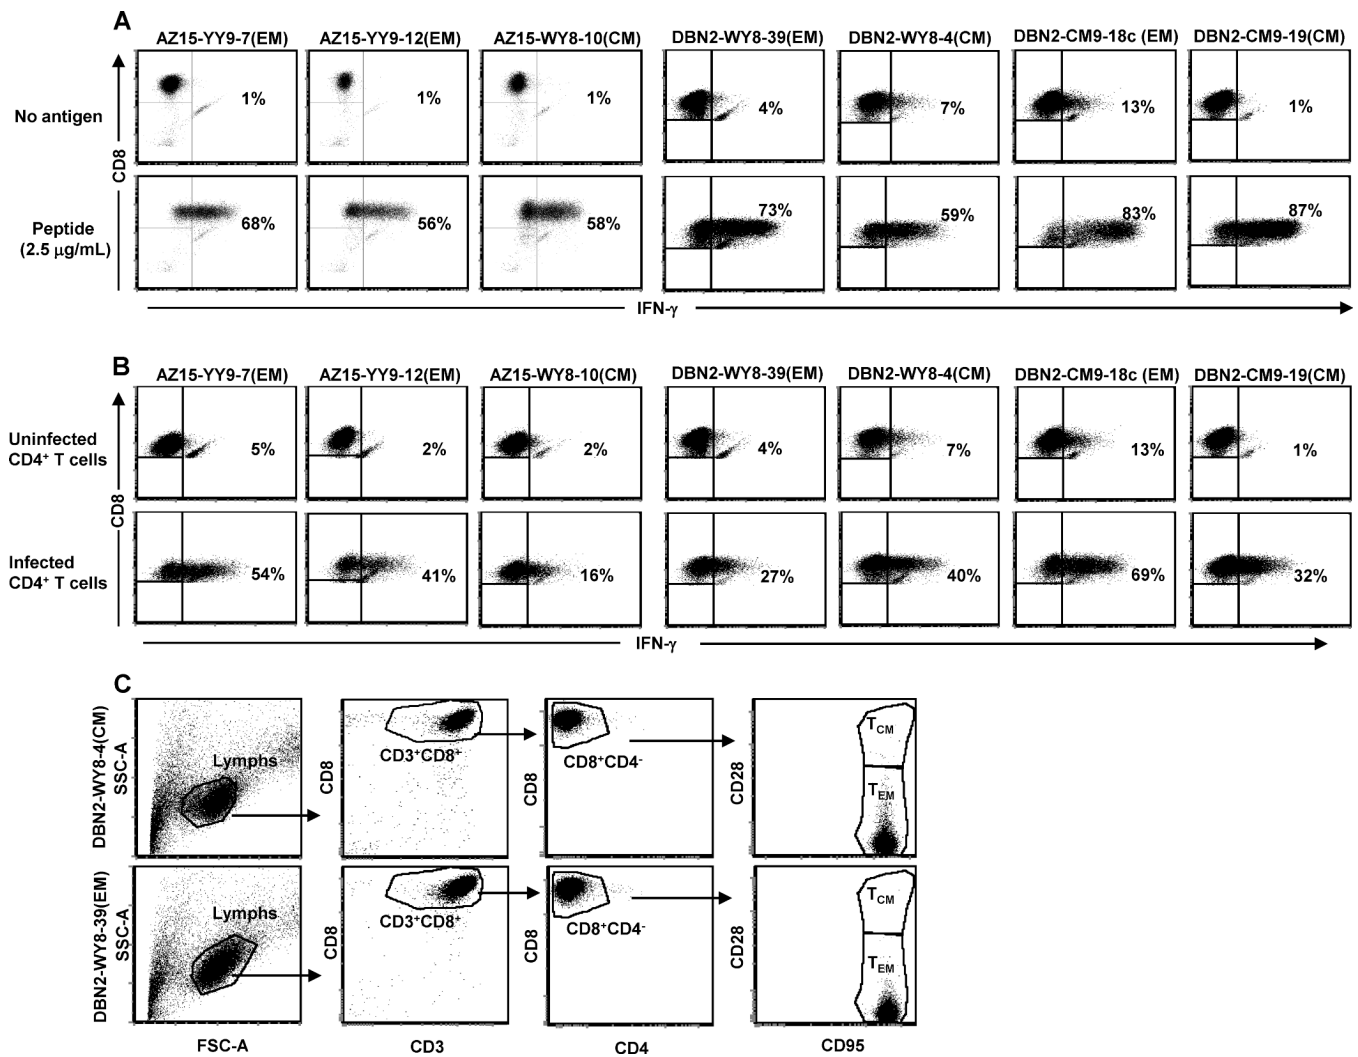 A
AZ15-YY9-7(EM) AZ15-YY9-12(EM) AZ15-WY8-10(CM) DBN2-WY8-39(EM) DBN2-WY8-4(CM) DBN2-CM9-18c (EM) DBN2-CM9-19(CM)
No antigen
1% 1% 1% 4% 7% 13% 1%
CD8
Peptide
(2.5 μg/mL)
68% 56% 58% 73% 59% 83% 87%
IFN-γ
B
AZ15-YY9-7(EM) AZ15-YY9-12(EM) AZ15-WY8-10(CM) DBN2-WY8-39(EM) DBN2-WY8-4(CM) DBN2-CM9-18c (EM) DBN2-CM9-19(CM)
Uninfected
CD4⁺ T cells
5% 2% 2% 4% 7% 13% 1%
CD8
Infected
CD4⁺ T cells
54% 41% 16% 27% 40% 69% 32%
IFN-γ
C
DBN2-WY8-4(CM)
SSC-A
Lymphs
CD8
CD3⁺CD8⁺
CD8
CD8⁺CD4⁻
CD28
T_CM
T_EM
DBN2-WY8-39(EM)
SSC-A
Lymphs
CD8
CD3⁺CD8⁺
CD8
CD8⁺CD4⁻
CD28
T_CM
T_EM
FSC-A CD3 CD4 CD95